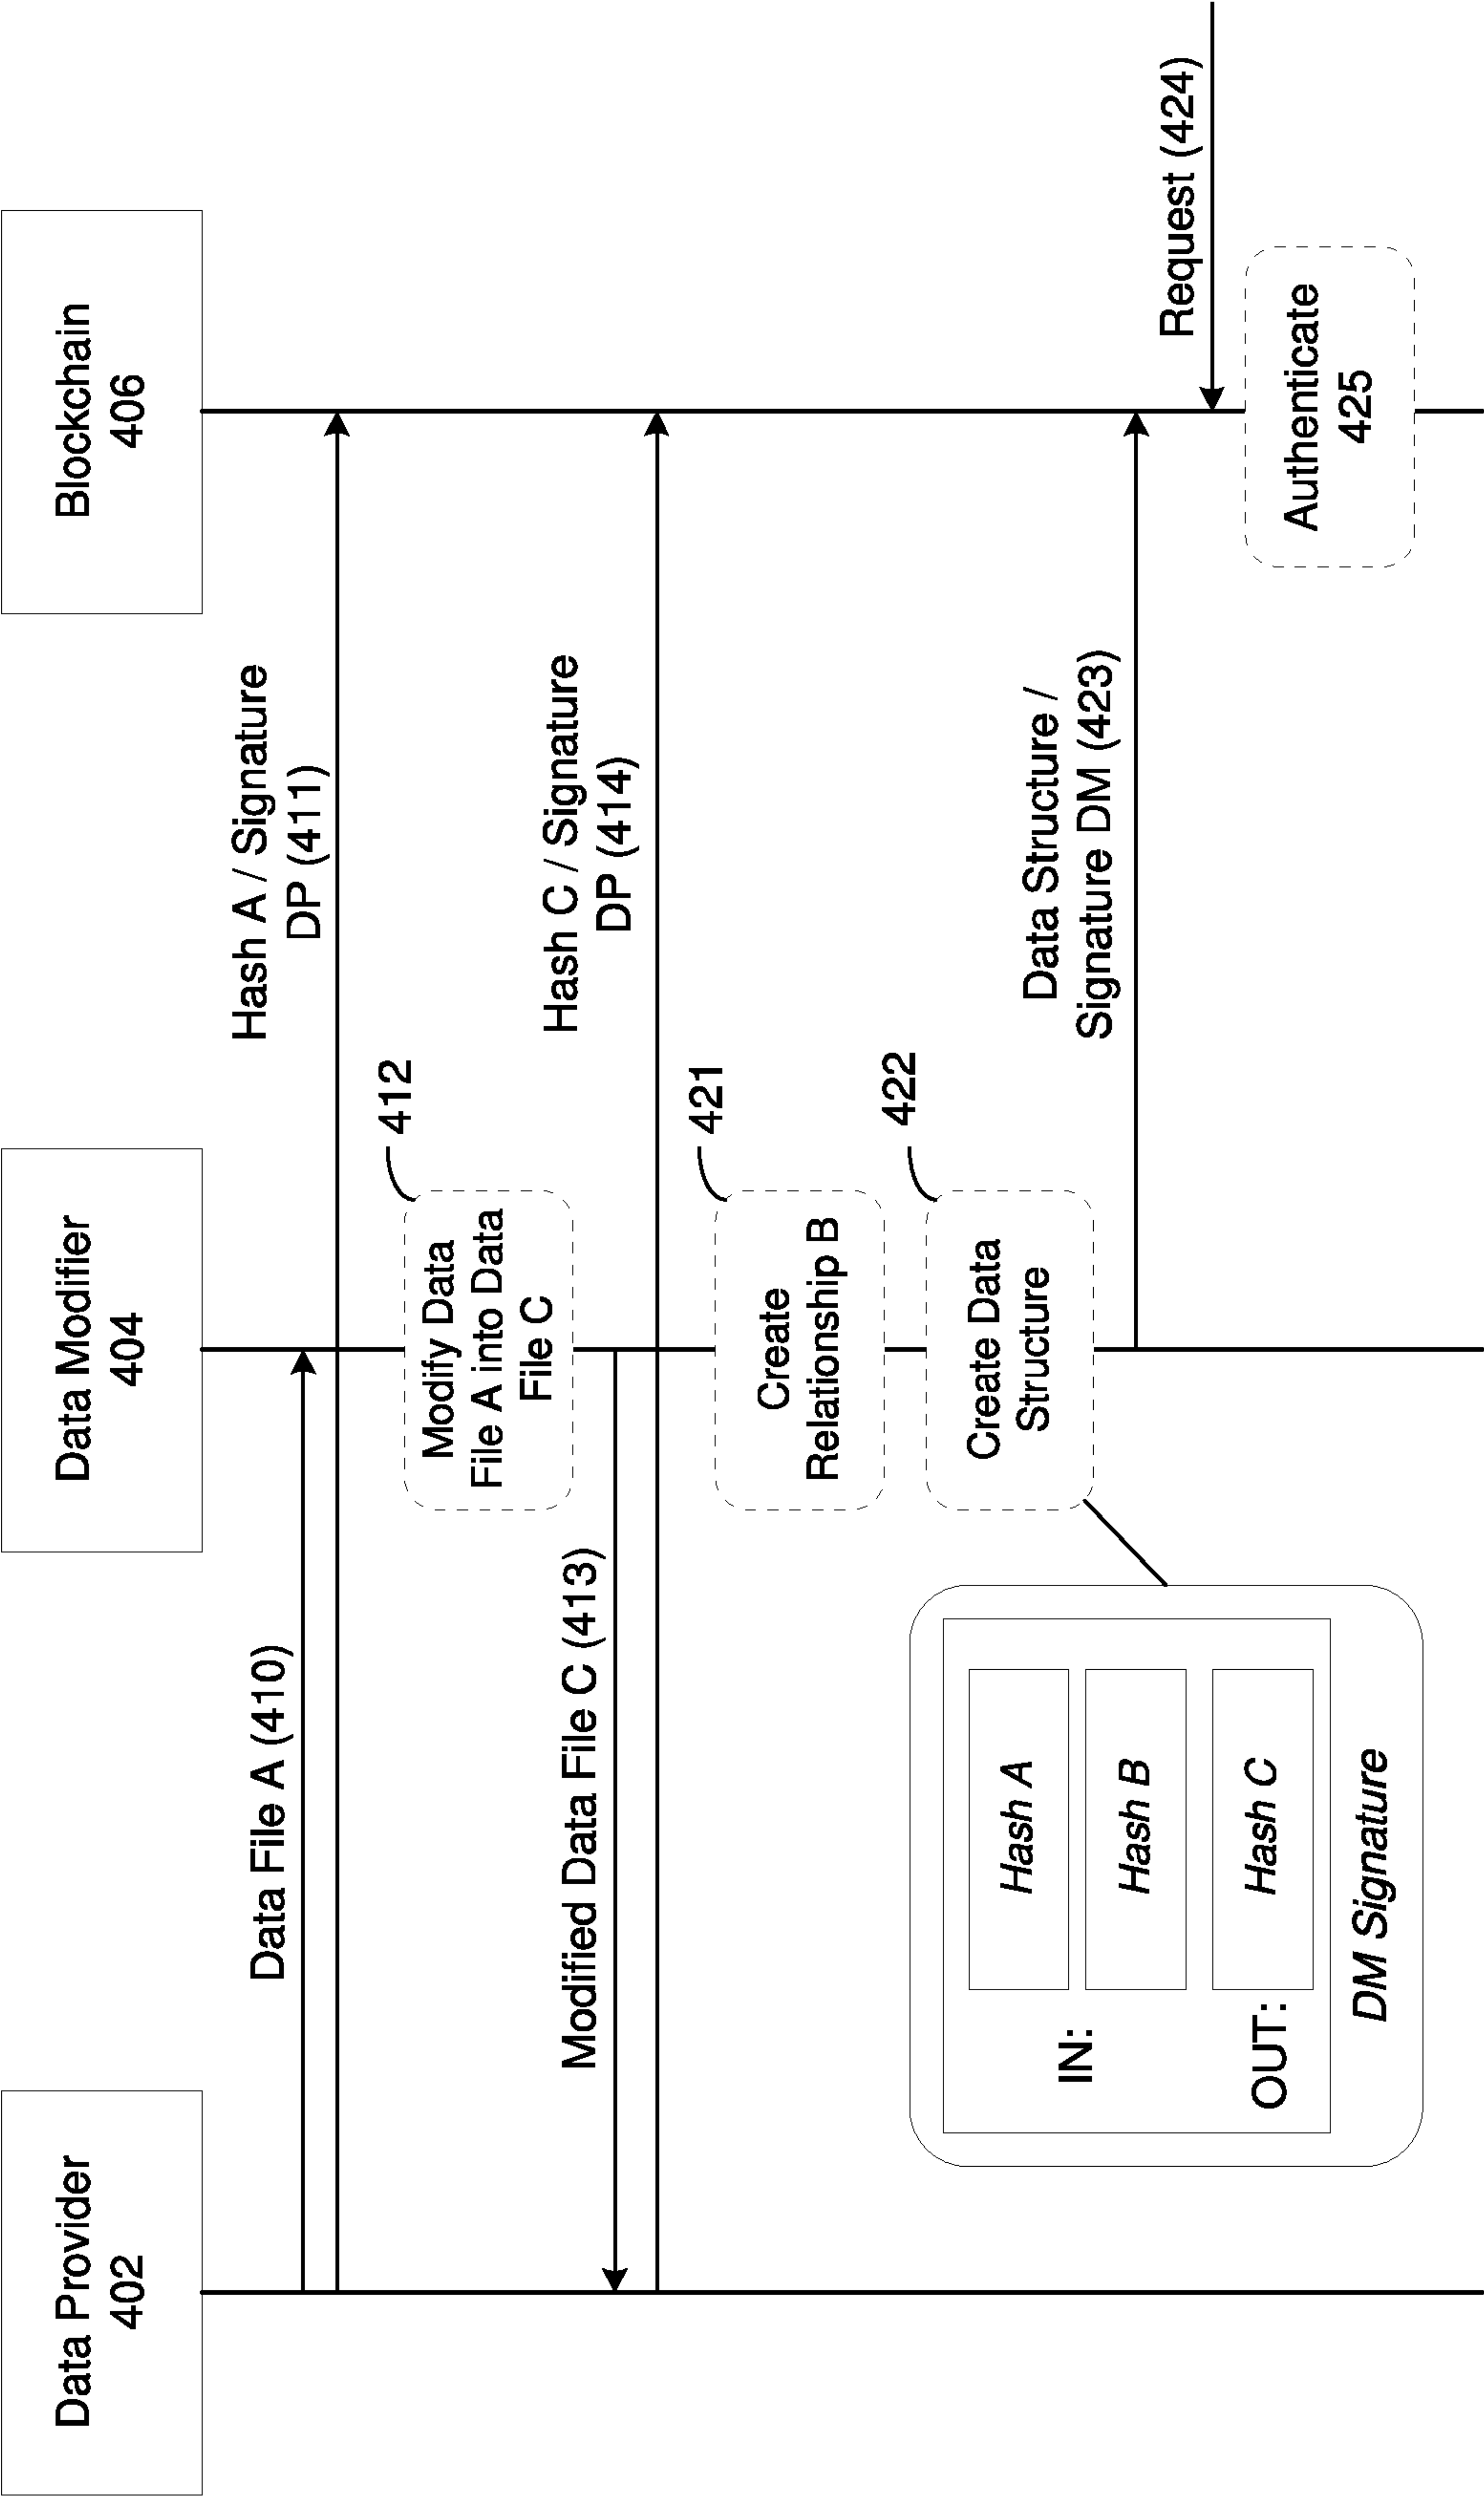 Data Provider
402
Data Modifier
404
Blockchain
406
Data File A (410)
Hash A / Signature
DP (411)
412
Modify Data
File A into Data
File C
Modified Data File C (413)
Hash C / Signature
DP (414)
421
Create
Relationship B
422
Create Data
Structure
IN:
Hash A
Hash B
OUT:
Hash C
DM Signature
Data Structure /
Signature DM (423)
Request (424)
Authenticate
425